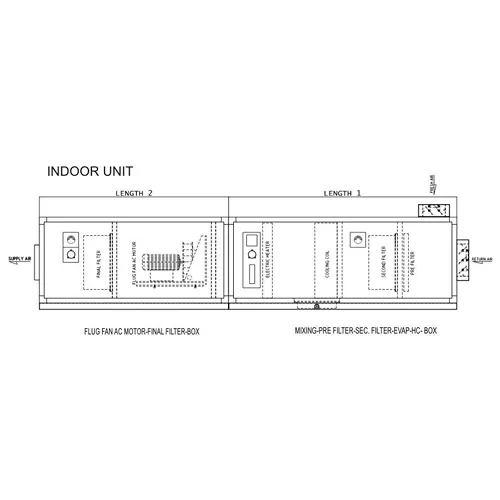 INDOOR UNIT
LENGTH 2
LENGTH 1
FRESH AIR
SUPPLY AIR
FINAL FILTER
FLUG FAN AC MOTOR
ELECTRIC HEATER
COOLING COIL
SECOND FILTER
PRE FILTER
RETURN AIR
FLUG FAN AC MOTOR-FINAL FILTER-BOX
MIXING-PRE FILTER-SEC. FILTER-EVAP-HC- BOX